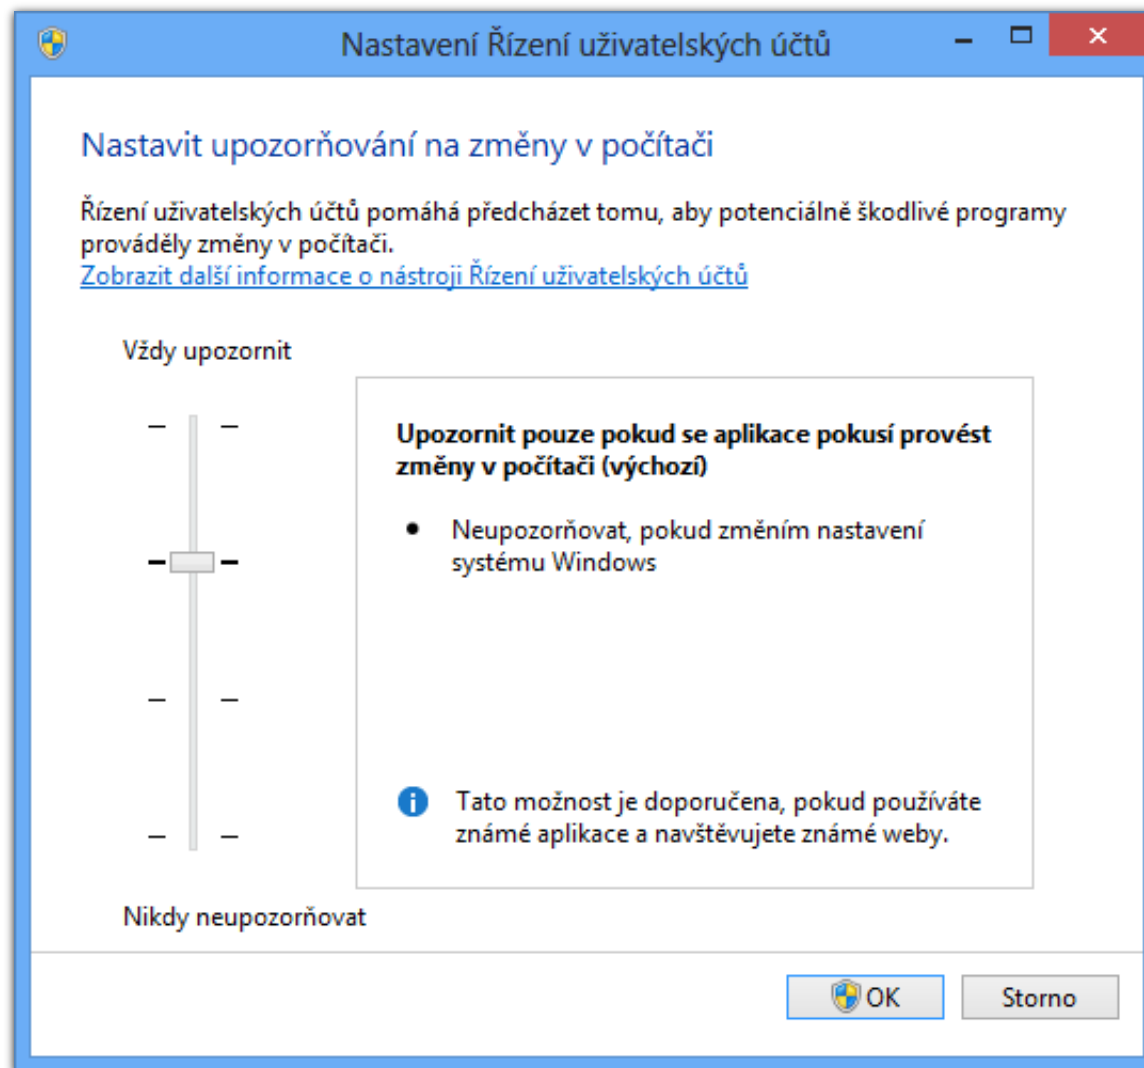 Nastavení Řízení uživatelských účtů
Nastavit upozorňování na změny v počítači
Řízení uživatelských účtů pomáhá předcházet tomu, aby potenciálně škodlivé programy
prováděly změny v počítači.
Zobrazit další informace o nástroji Řízení uživatelských účtů
Vždy upozornit
Upozornit pouze pokud se aplikace pokusí provést
změny v počítači (výchozí)
Neupozorňovat, pokud změním nastavení
systému Windows
Tato možnost je doporučena, pokud používáte
známé aplikace a navštěvujete známé weby.
Nikdy neupozorňovat
OK
Storno